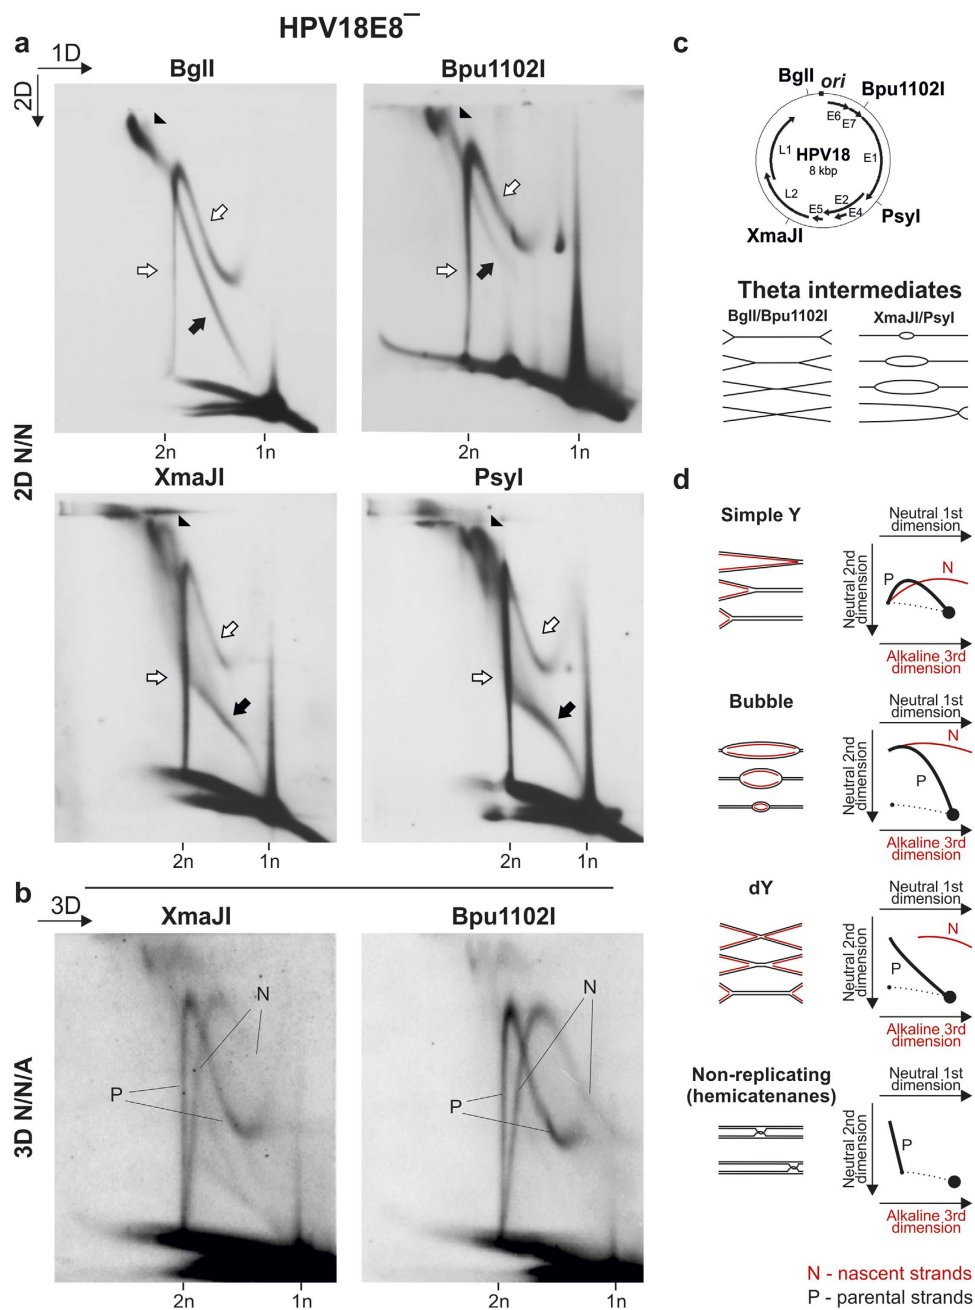 HPV18E8–
a
1D
2D
BglI
Bpu1102I
2D N/N
2n
1n
2n
1n
XmaJI
PsyI
2n
1n
2n
1n
b
3D
XmaJI
Bpu1102I
3D N/N/A
N
P
N
P
2n
1n
2n
1n
c
BglI
ori
Bpu1102I
E6
E7
L1
HPV18
8 kbp
E1
L2
E5
E2
E4
PsyI
XmaJI
Theta intermediates
BglI/Bpu1102I
XmaJI/PsyI
d
Simple Y
Neutral 1st
dimension
Neutral 2nd
dimension
P
N
Alkaline 3rd
dimension
Bubble
Neutral 1st
dimension
Neutral 2nd
dimension
N
P
Alkaline 3rd
dimension
dY
Neutral 1st
dimension
Neutral 2nd
dimension
N
P
Alkaline 3rd
dimension
Non-replicating
(hemicatenanes)
Neutral 1st
dimension
Neutral 2nd
dimension
P
Alkaline 3rd
dimension
N - nascent strands
P - parental strands